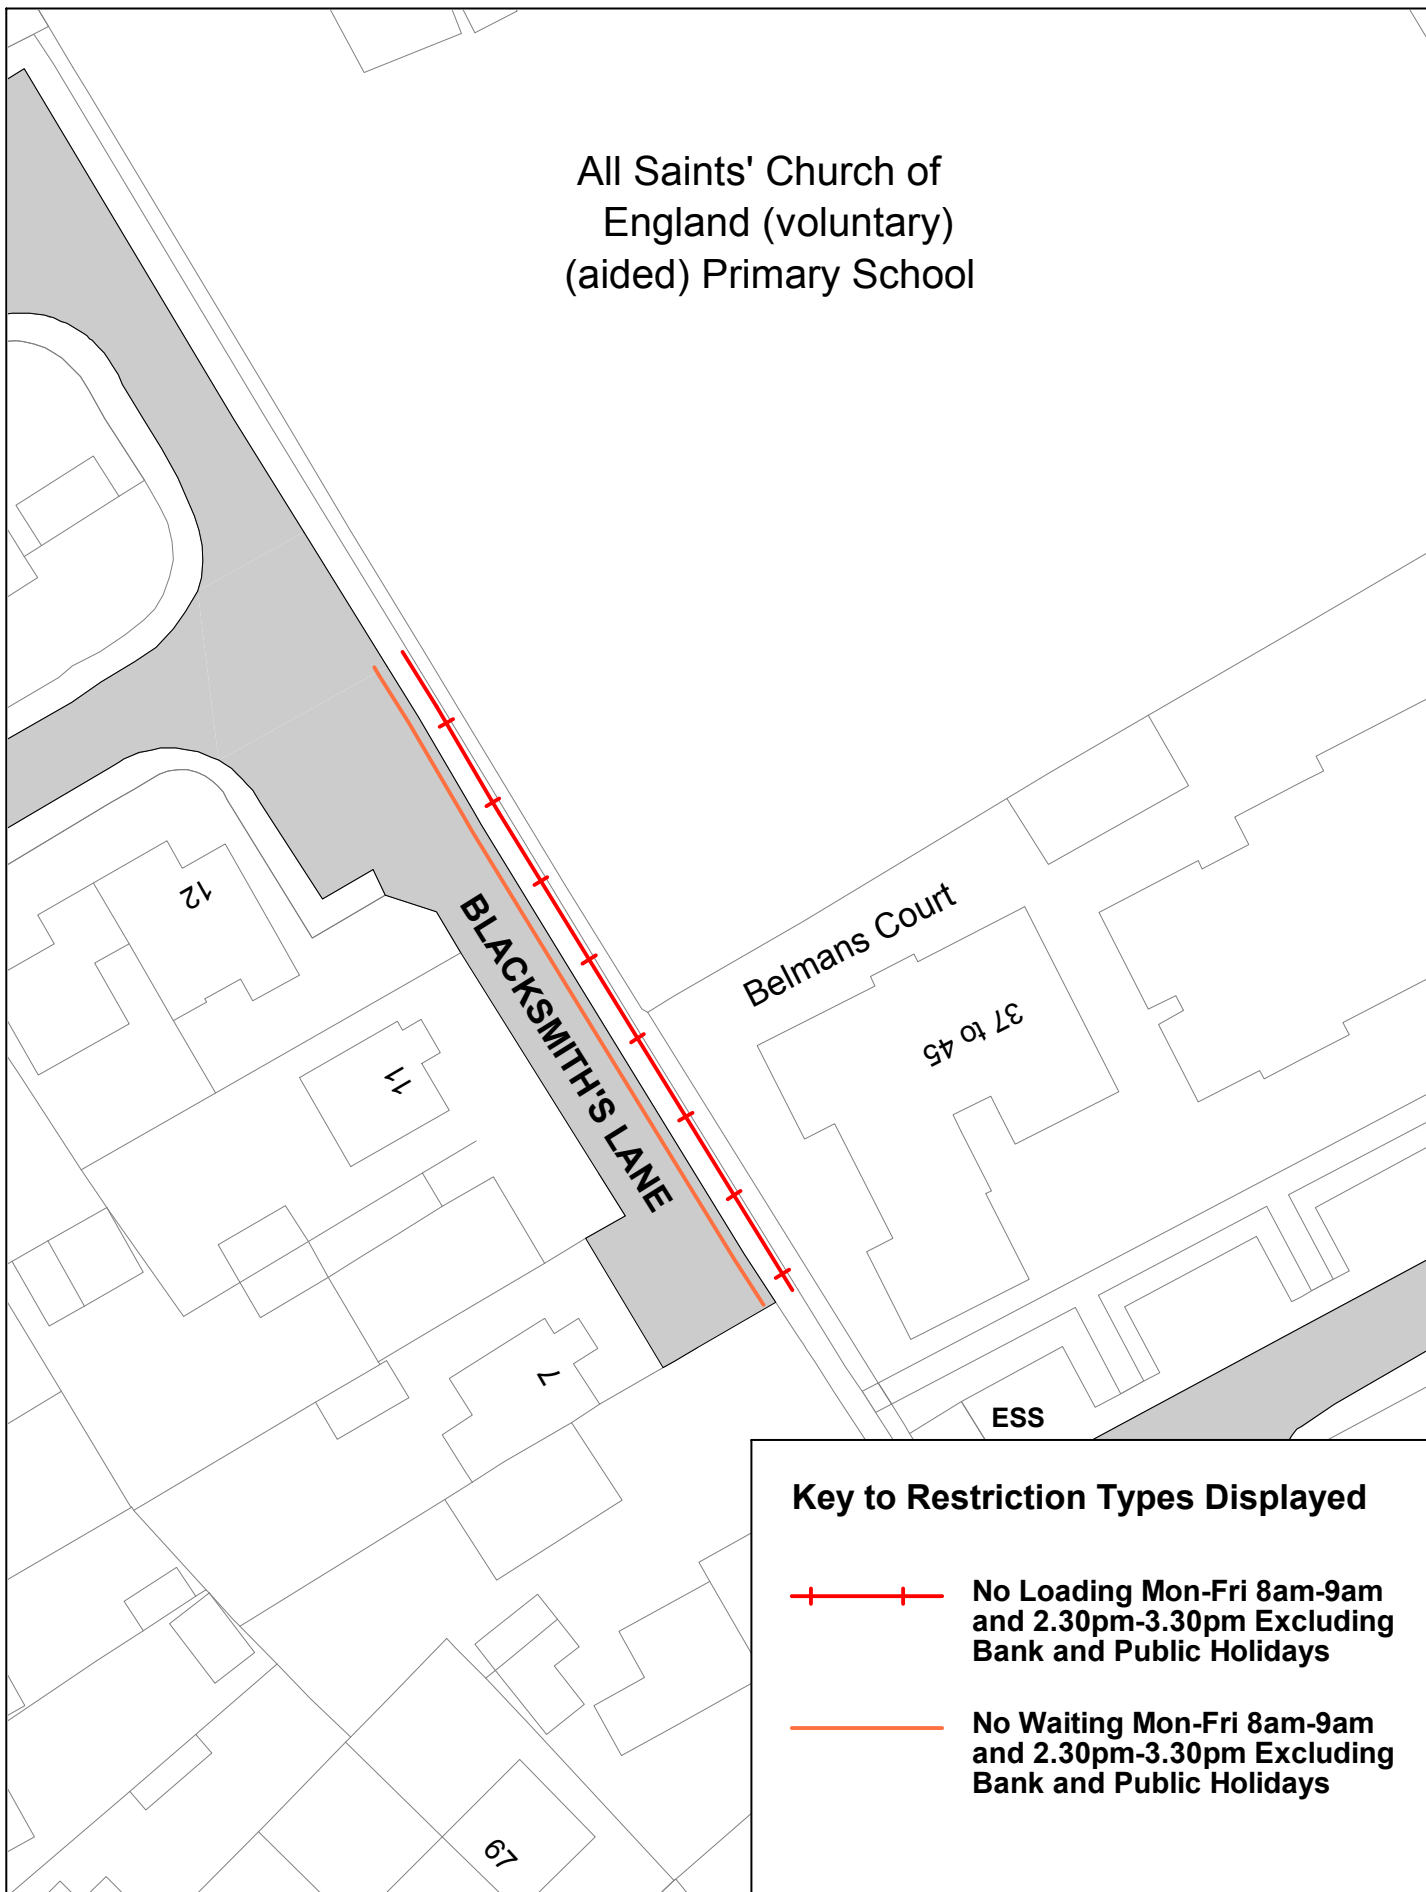 All Saints' Church of
England (voluntary)
(aided) Primary School
12
BLACKSMITH'S LANE
Belmans Court
37 to 45
11
7
ESS
Key to Restriction Types Displayed
No Loading Mon-Fri 8am-9am
and 2.30pm-3.30pm Excluding
Bank and Public Holidays
No Waiting Mon-Fri 8am-9am
and 2.30pm-3.30pm Excluding
Bank and Public Holidays
67